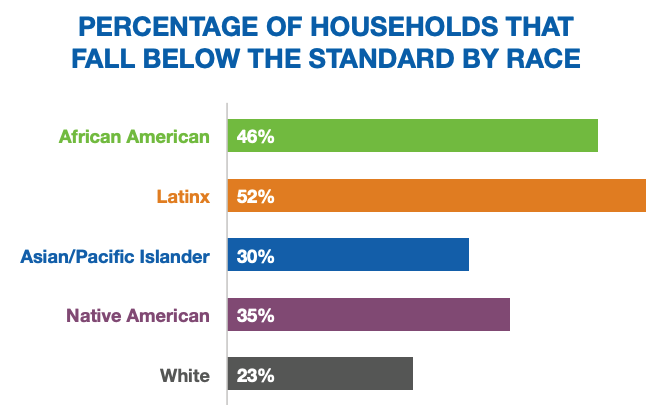 PERCENTAGE OF HOUSEHOLDS THAT
FALL BELOW THE STANDARD BY RACE
African American 46%
Latinx 52%
Asian/Pacific Islander 30%
Native American 35%
White 23%